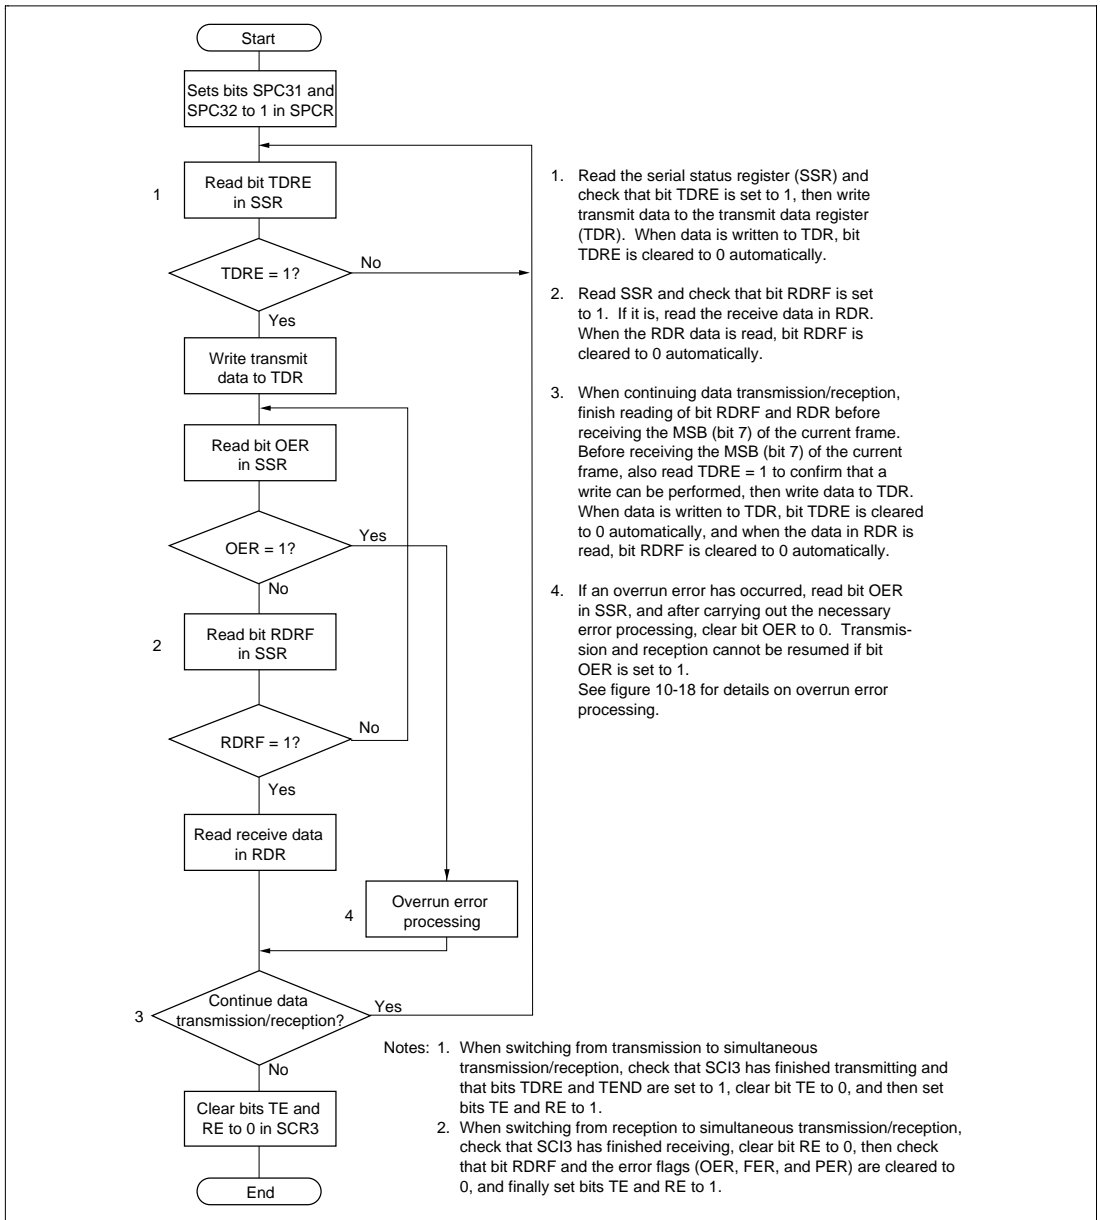 Start
Sets bits SPC31 and
SPC32 to 1 in SPCR
1
Read bit TDRE
in SSR
TDRE = 1?
No
Yes
Write transmit
data to TDR
Read bit OER
in SSR
OER = 1?
Yes
No
2
Read bit RDRF
in SSR
RDRF = 1?
No
Yes
Read receive data
in RDR
4
Overrun error
processing
3
Continue data
transmission/reception?
Yes
No
Clear bits TE and
RE to 0 in SCR3
End
1. Read the serial status register (SSR) and
check that bit TDRE is set to 1, then write
transmit data to the transmit data register
(TDR). When data is written to TDR, bit
TDRE is cleared to 0 automatically.
2. Read SSR and check that bit RDRF is set
to 1. If it is, read the receive data in RDR.
When the RDR data is read, bit RDRF is
cleared to 0 automatically.
3. When continuing data transmission/reception,
finish reading of bit RDRF and RDR before
receiving the MSB (bit 7) of the current frame.
Before receiving the MSB (bit 7) of the current
frame, also read TDRE = 1 to confirm that a
write can be performed, then write data to TDR.
When data is written to TDR, bit TDRE is cleared
to 0 automatically, and when the data in RDR is
read, bit RDRF is cleared to 0 automatically.
4. If an overrun error has occurred, read bit OER
in SSR, and after carrying out the necessary
error processing, clear bit OER to 0. Transmis-
sion and reception cannot be resumed if bit
OER is set to 1.
See figure 10-18 for details on overrun error
processing.
Notes: 1. When switching from transmission to simultaneous
transmission/reception, check that SCI3 has finished transmitting and
that bits TDRE and TEND are set to 1, clear bit TE to 0, and then set
bits TE and RE to 1.
2. When switching from reception to simultaneous transmission/reception,
check that SCI3 has finished receiving, clear bit RE to 0, then check
that bit RDRF and the error flags (OER, FER, and PER) are cleared to
0, and finally set bits TE and RE to 1.